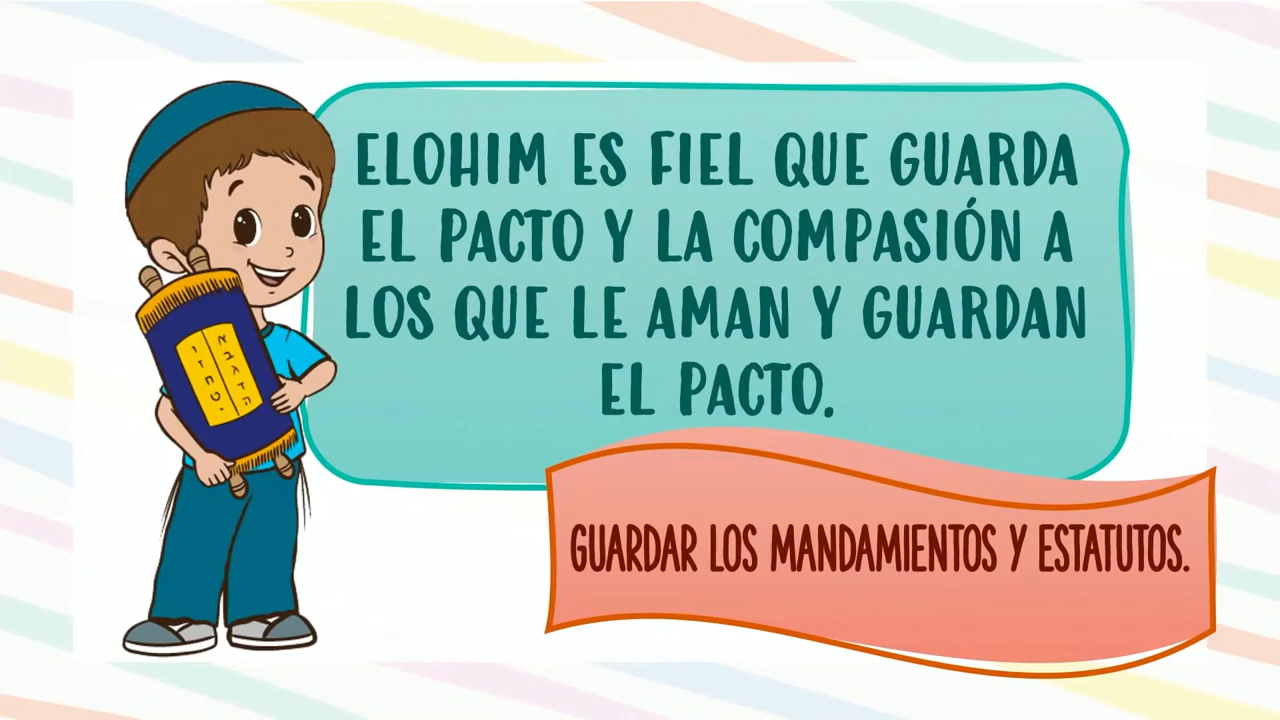 ELOHIM ES FIEL QUE GUARDA
EL PACTO Y LA COMPASIÓN A
LOS QUE LE AMAN Y GUARDAN
EL PACTO.
GUARDAR LOS MANDAMIENTOS Y ESTATUTOS.